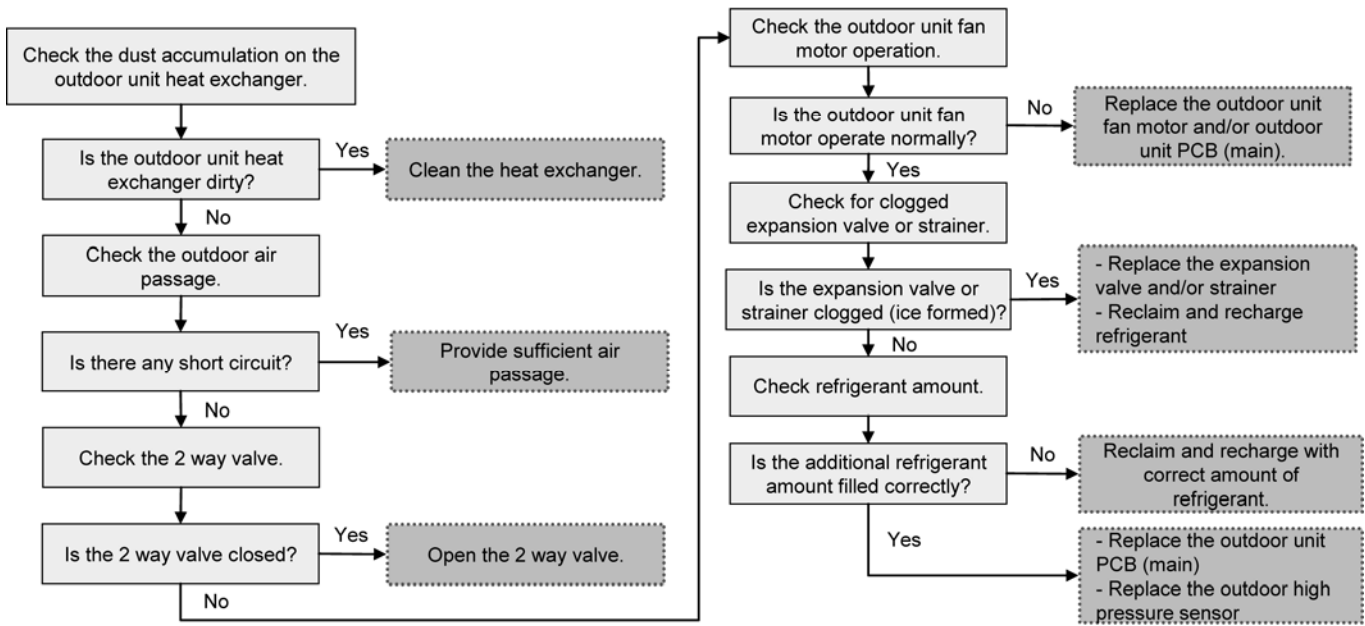 Check the dust accumulation on the
outdoor unit heat exchanger.
Is the outdoor unit heat
exchanger dirty?
Yes
Clean the heat exchanger.
No
Check the outdoor air
passage.
Is there any short circuit?
Yes
Provide sufficient air
passage.
No
Check the 2 way valve.
Is the 2 way valve closed?
Yes
Open the 2 way valve.
No
Check the outdoor unit fan
motor operation.
Is the outdoor unit fan
motor operate normally?
No
Replace the outdoor unit
fan motor and/or outdoor
unit PCB (main).
Yes
Check for clogged
expansion valve or strainer.
Is the expansion valve or
strainer clogged (ice formed)?
Yes
- Replace the expansion
valve and/or strainer
- Reclaim and recharge
refrigerant
No
Check refrigerant amount.
Is the additional refrigerant
amount filled correctly?
No
Reclaim and recharge with
correct amount of
refrigerant.
Yes
- Replace the outdoor unit
PCB (main)
- Replace the outdoor high
pressure sensor